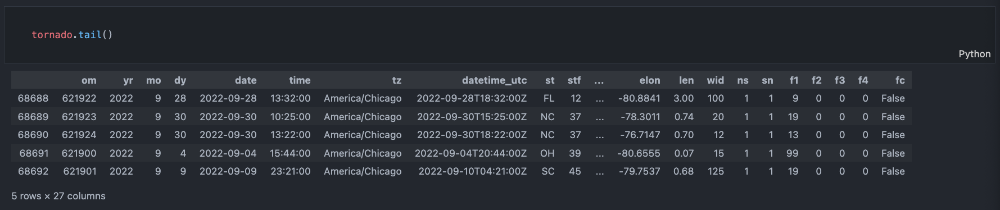 tornado.tail()
Python
om yr mo dy date time tz datetime_utc st stf ... elon len wid ns sn f1 f2 f3 f4 fc
68688 621922 2022 9 28 2022-09-28 13:32:00 America/Chicago 2022-09-28T18:32:00Z FL 12 ... -80.8841 3.00 100 1 1 9 0 0 0 False
68689 621923 2022 9 30 2022-09-30 10:25:00 America/Chicago 2022-09-30T15:25:00Z NC 37 ... -78.3011 0.74 20 1 1 19 0 0 0 False
68690 621924 2022 9 30 2022-09-30 13:22:00 America/Chicago 2022-09-30T18:22:00Z NC 37 ... -76.7147 0.70 12 1 1 13 0 0 0 False
68691 621900 2022 9 4 2022-09-04 15:44:00 America/Chicago 2022-09-04T20:44:00Z OH 39 ... -80.6555 0.07 15 1 1 99 0 0 0 False
68692 621901 2022 9 9 2022-09-09 23:21:00 America/Chicago 2022-09-10T04:21:00Z SC 45 ... -79.7537 0.68 125 1 1 19 0 0 0 False
5 rows × 27 columns